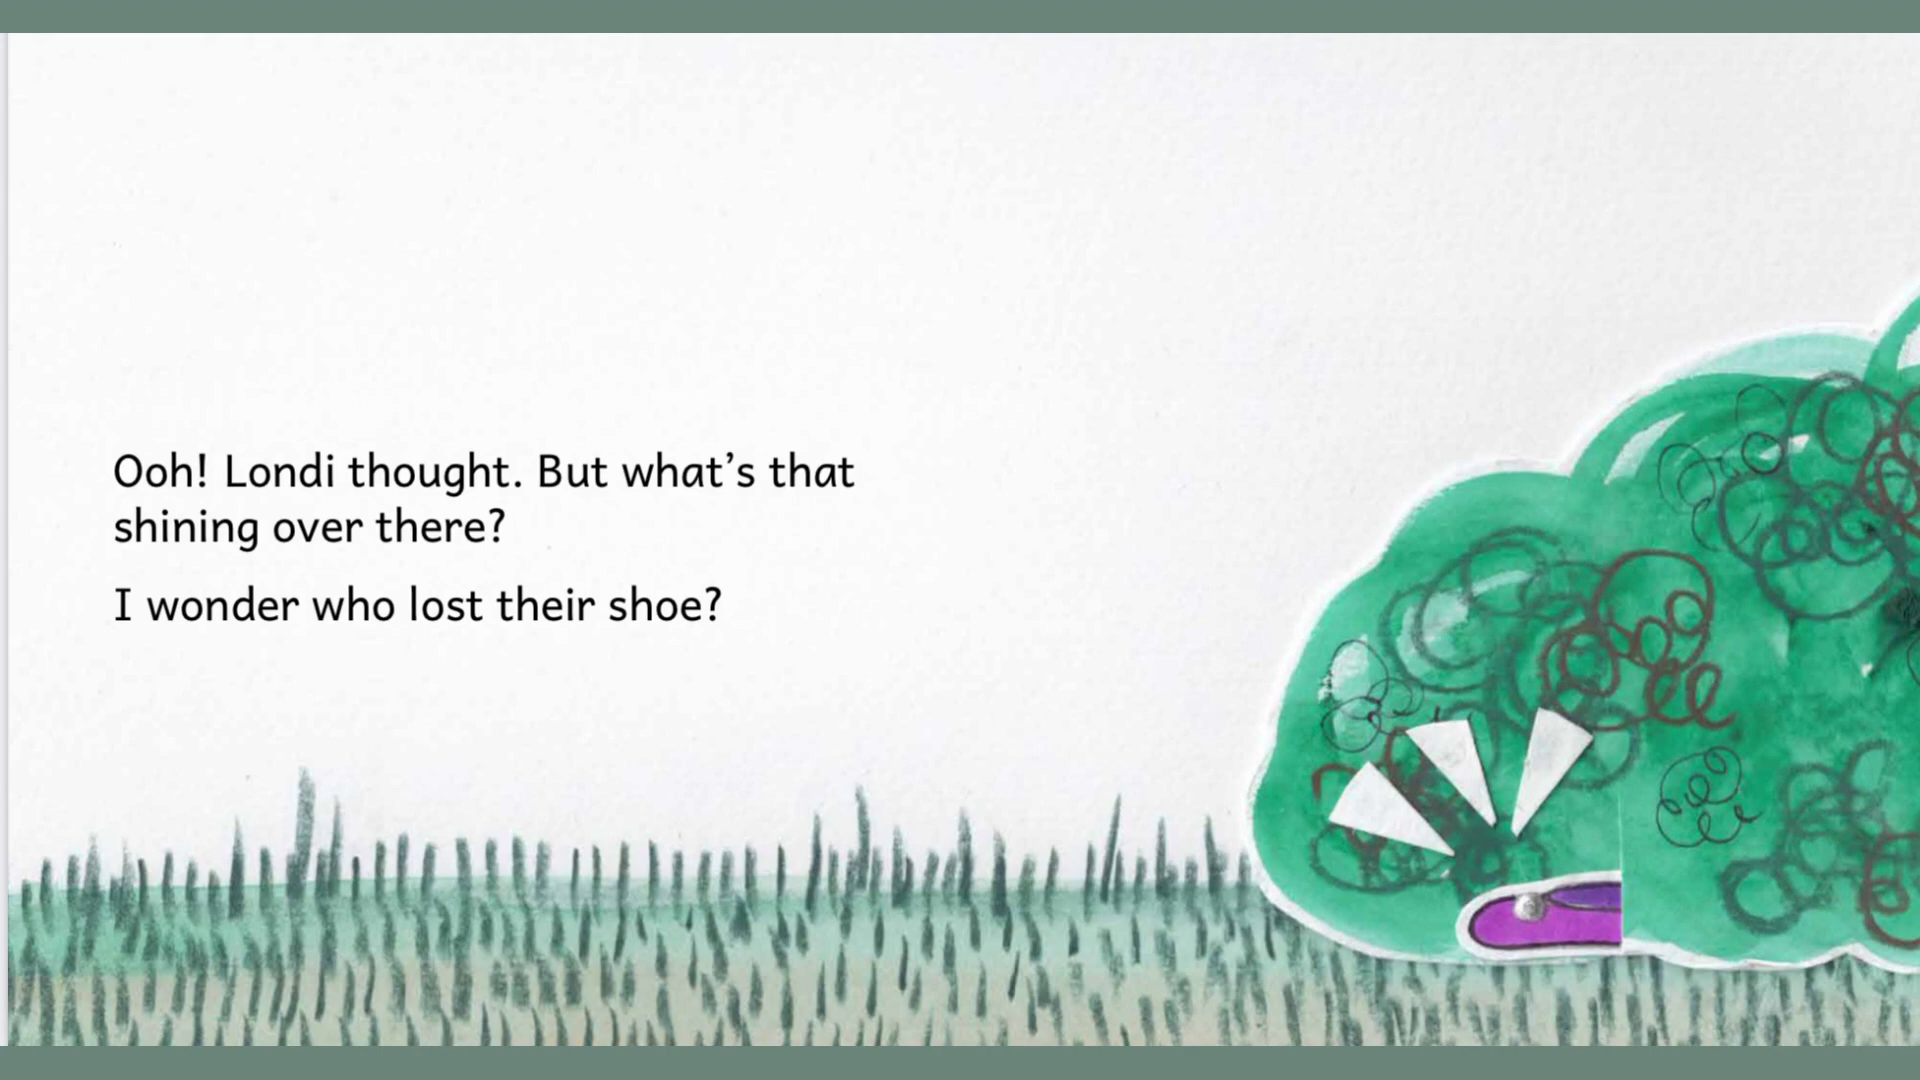 Ooh! Londi thought. But what’s that
shining over there?
I wonder who lost their shoe?